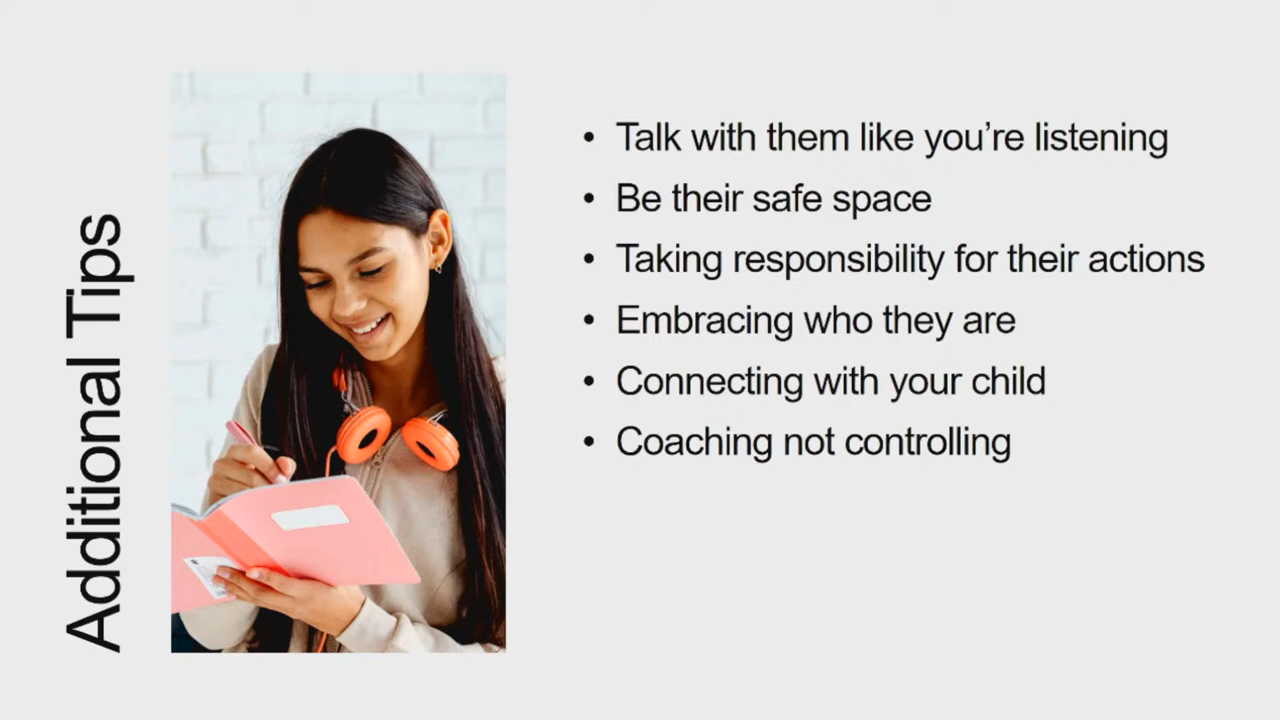 Additional Tips
• Talk with them like you’re listening
• Be their safe space
• Taking responsibility for their actions
• Embracing who they are
• Connecting with your child
• Coaching not controlling